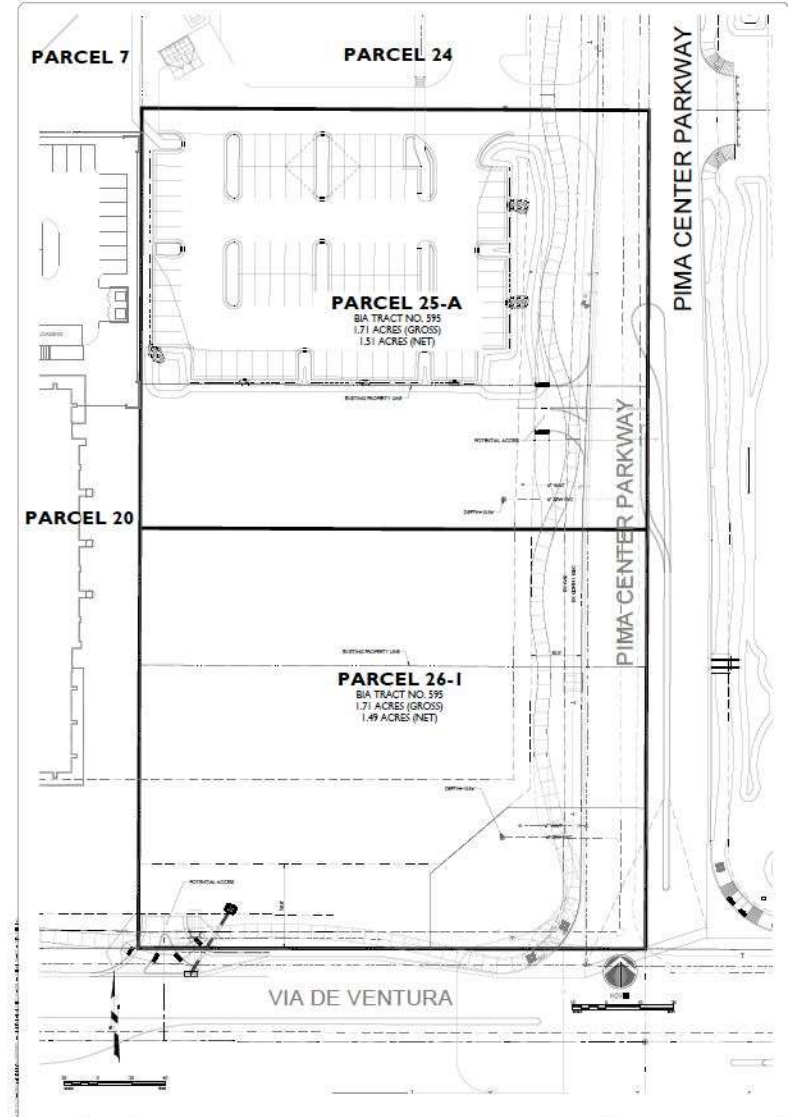 PARCEL 7
PARCEL 24
PIMA CENTER PARKWAY
PARCEL 25-A
BIA TRACT NO. 595
1.71 ACRES (GROSS)
1.51 ACRES (NET)
EXISTING PROPERTY LINE
POTENTIAL ACCESS
PIMA CENTER PARKWAY
PARCEL 20
EXISTING PROPERTY LINE
PARCEL 26-1
BIA TRACT NO. 595
1.71 ACRES (GROSS)
1.49 ACRES (NET)
POTENTIAL ACCESS
VIA DE VENTURA